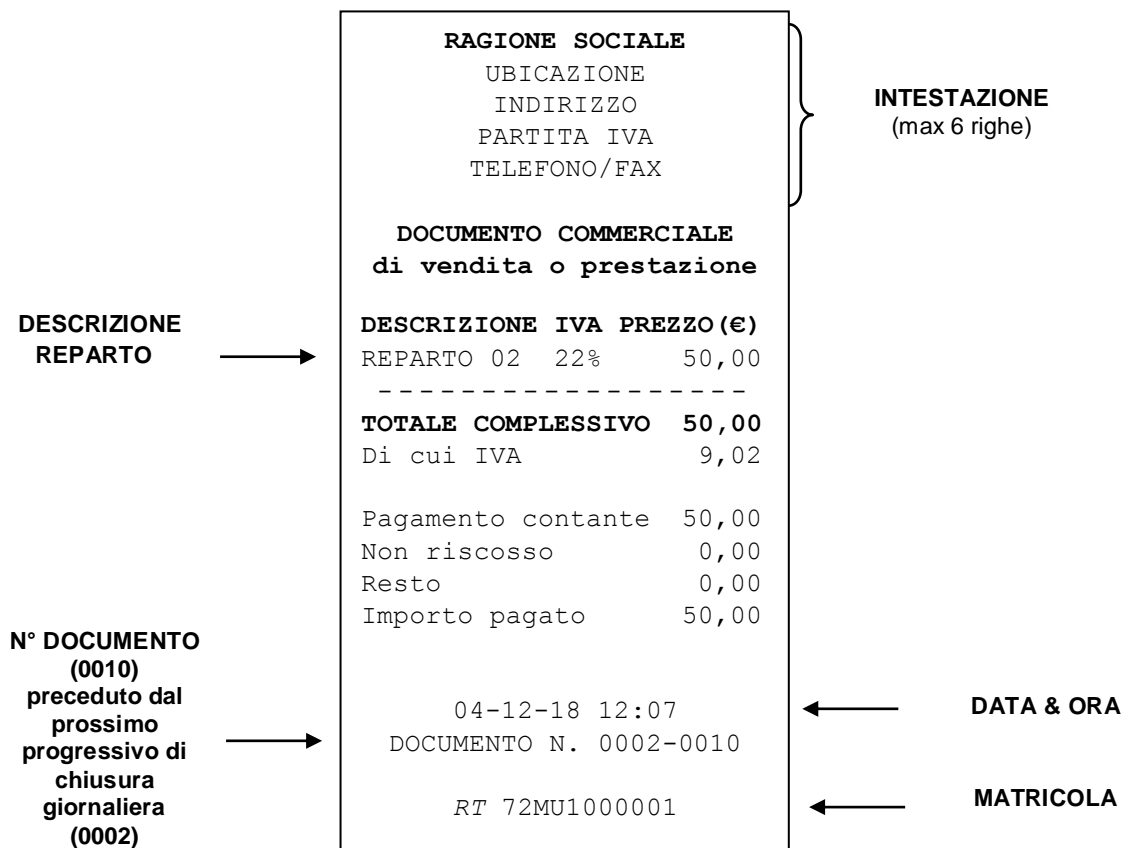 RAGIONE SOCIALE
UBICAZIONE
INDIRIZZO
PARTITA IVA
TELEFONO/FAX
INTESTAZIONE
(max 6 righe)
DOCUMENTO COMMERCIALE
di vendita o prestazione
DESCRIZIONE
REPARTO
DESCRIZIONE IVA PREZZO(€)
REPARTO 02 22% 50,00
------------------
TOTALE COMPLESSIVO 50,00
Di cui IVA 9,02
Pagamento contante 50,00
Non riscosso 0,00
Resto 0,00
Importo pagato 50,00
N° DOCUMENTO
(0010)
preceduto dal
prossimo
progressivo di
chiusura
giornaliera
(0002)
04-12-18 12:07
DATA & ORA
DOCUMENTO N. 0002-0010
RT 72MU1000001
MATRICOLA